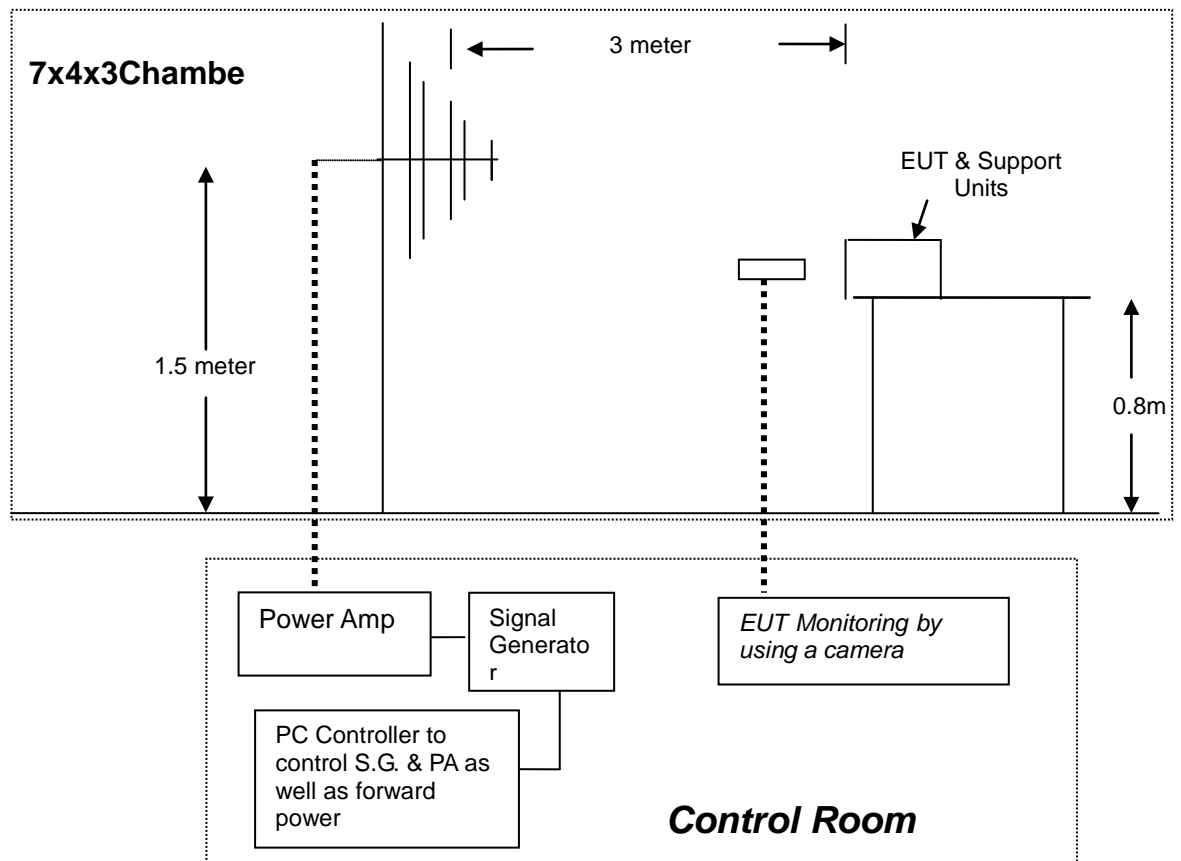 3 meter
7x4x3Chambe
EUT & Support
Units
1.5 meter
0.8m
Power Amp
Signal
Generato
r
EUT Monitoring by
using a camera
PC Controller to
control S.G. & PA as
well as forward
power
Control Room